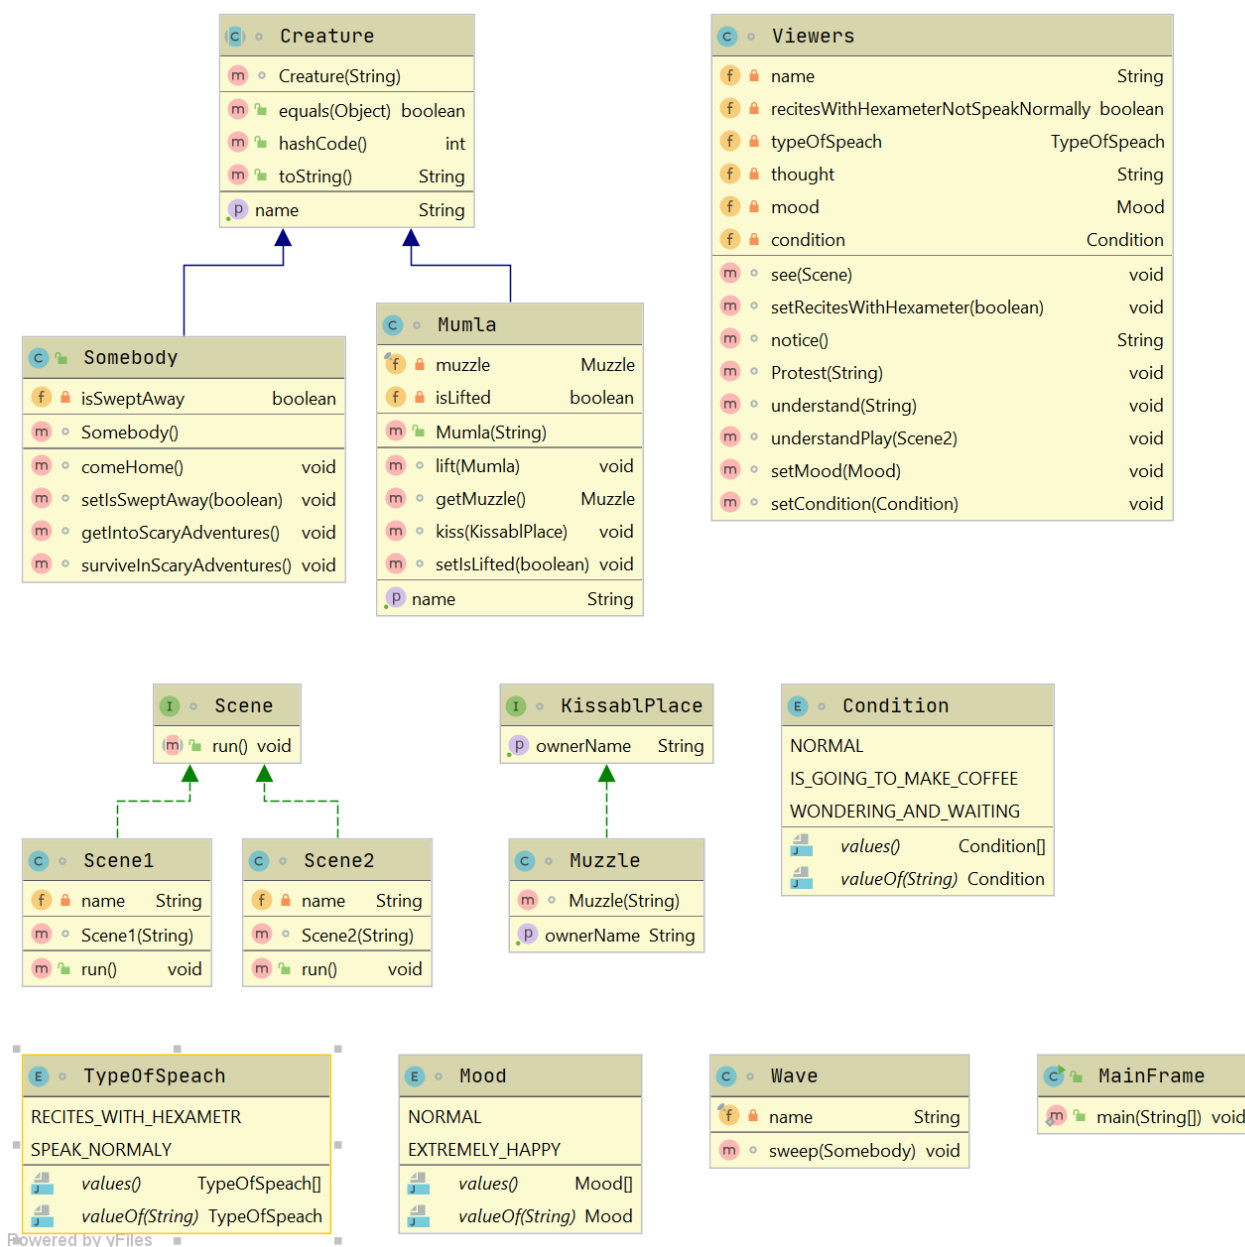 Creature
Creature(String)
equals(Object) boolean
hashCode() int
toString() String
name String
Viewers
name String
recitesWithHexameterNotSpeakNormally boolean
typeOfSpeach TypeOfSpeach
thought String
mood Mood
condition Condition
see(Scene) void
setRecitesWithHexameter(boolean) void
notice() String
Protest(String) void
understand(String) void
understandPlay(Scene2) void
setMood(Mood) void
setCondition(Condition) void
Somebody
isSweptAway boolean
Somebody()
comeHome() void
setIsSweptAway(boolean) void
getIntoScaryAdventures() void
surviveInScaryAdventures() void
Mumla
muzzle Muzzle
isLifted boolean
Mumla(String)
lift(Mumla) void
getMuzzle() Muzzle
kiss(KissablPlace) void
setIsLifted(boolean) void
name String
Scene
run() void
KissablPlace
ownerName String
Condition
NORMAL
IS_GOING_TO_MAKE_COFFEE
WONDERING_AND_WAITING
values() Condition[]
valueOf(String) Condition
Scene1
name String
Scene1(String)
run() void
Scene2
name String
Scene2(String)
run() void
Muzzle
Muzzle(String)
ownerName String
TypeOfSpeach
RECITES_WITH_HEXAMETR
SPEAK_NORMALY
values() TypeOfSpeach[]
valueOf(String) TypeOfSpeach
Mood
NORMAL
EXTREMELY_HAPPY
values() Mood[]
valueOf(String) Mood
Wave
name String
sweep(Somebody) void
MainFrame
main(String[]) void
Powered by yFiles